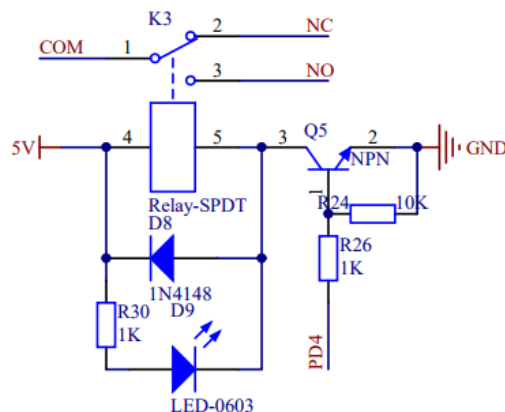 K3
2
NC
COM
1
3
NO
5V
4
5
3
Q5
2
NPN
GND
1
Relay-SPDT
R24
10K
D8
R26
1K
1N4148
R30
D9
1K
PD4
LED-0603